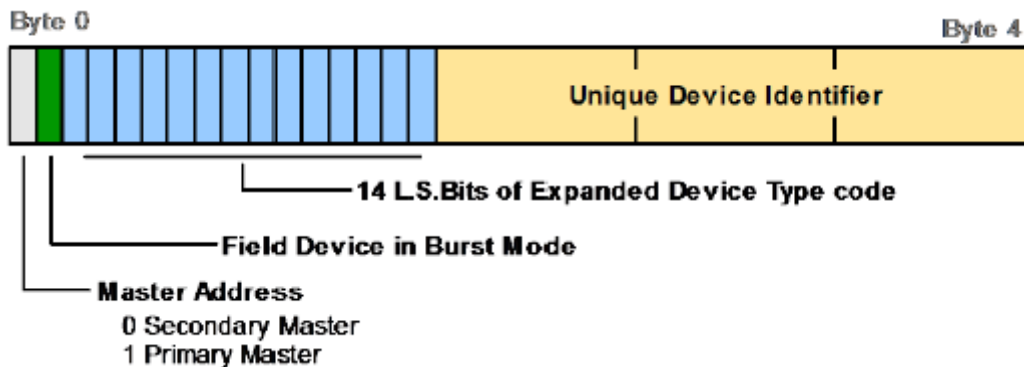 Byte 0
Byte 4
Unique Device Identifier
14 L.S.Bits of Expanded Device Type code
Field Device in Burst Mode
Master Address
0 Secondary Master
1 Primary Master